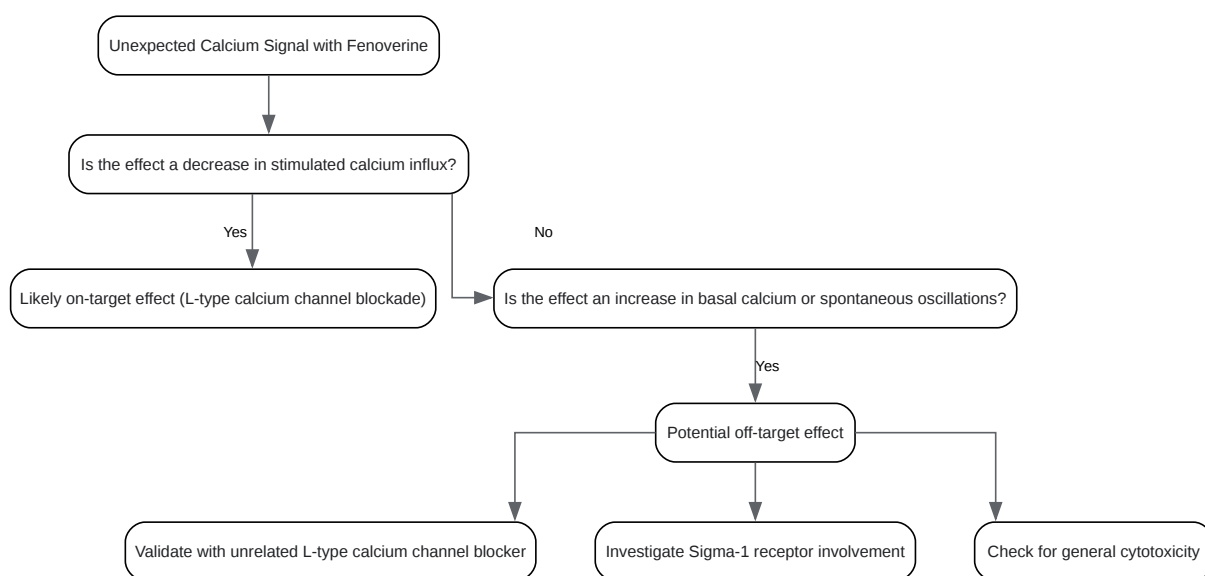 Unexpected Calcium Signal with Fenoverine
Is the effect a decrease in stimulated calcium influx?
Yes
No
Likely on-target effect (L-type calcium channel blockade)
Is the effect an increase in basal calcium or spontaneous oscillations?
Yes
Potential off-target effect
Validate with unrelated L-type calcium channel blocker
Investigate Sigma-1 receptor involvement
Check for general cytotoxicity